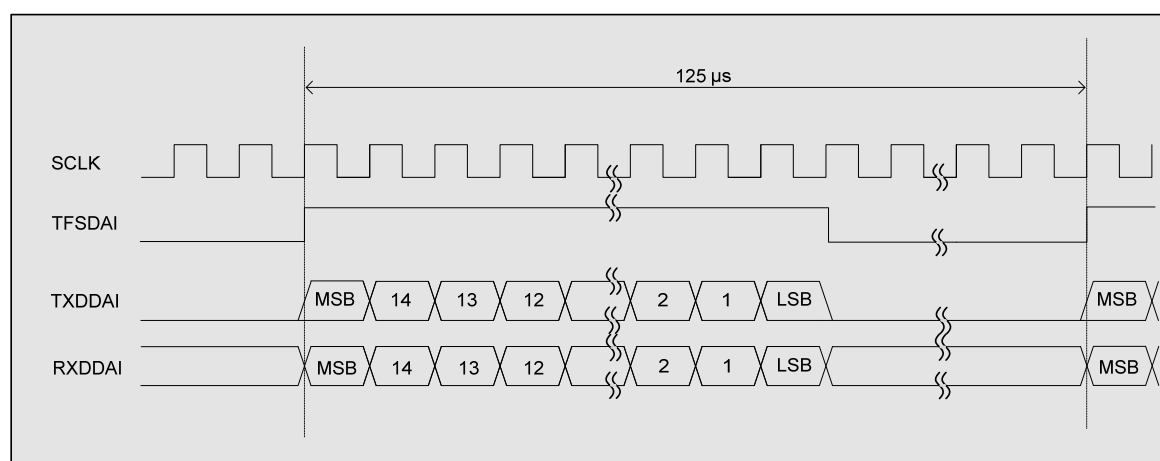 125 µs
SCLK
TFSDAI
TXDDAI MSB 14 13 12 2 1 LSB MSB
RXDDAI MSB 14 13 12 2 1 LSB MSB